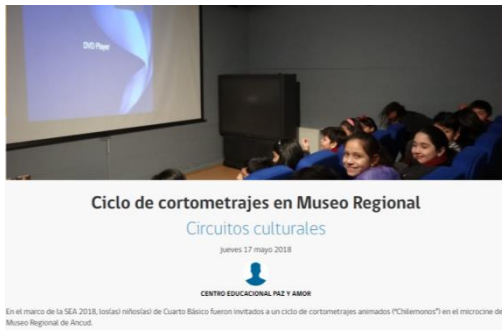 DVD Player
Ciclo de cortometrajes en Museo Regional
Circuitos culturales
jueves 17 mayo 2018
CENTRO EDUCACIONAL PAZ Y AMOR
En el marco de la SEA 2018, los(as) niños(as) de Cuarto Básico fueron invitados a un ciclo de cortometrajes animados ("Chilemonos") en el microcine de
Museo Regional de Ancud.